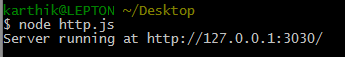 karthik@LEPTON ~/Desktop
$ node http.js
Server running at http://127.0.0.1:3030/